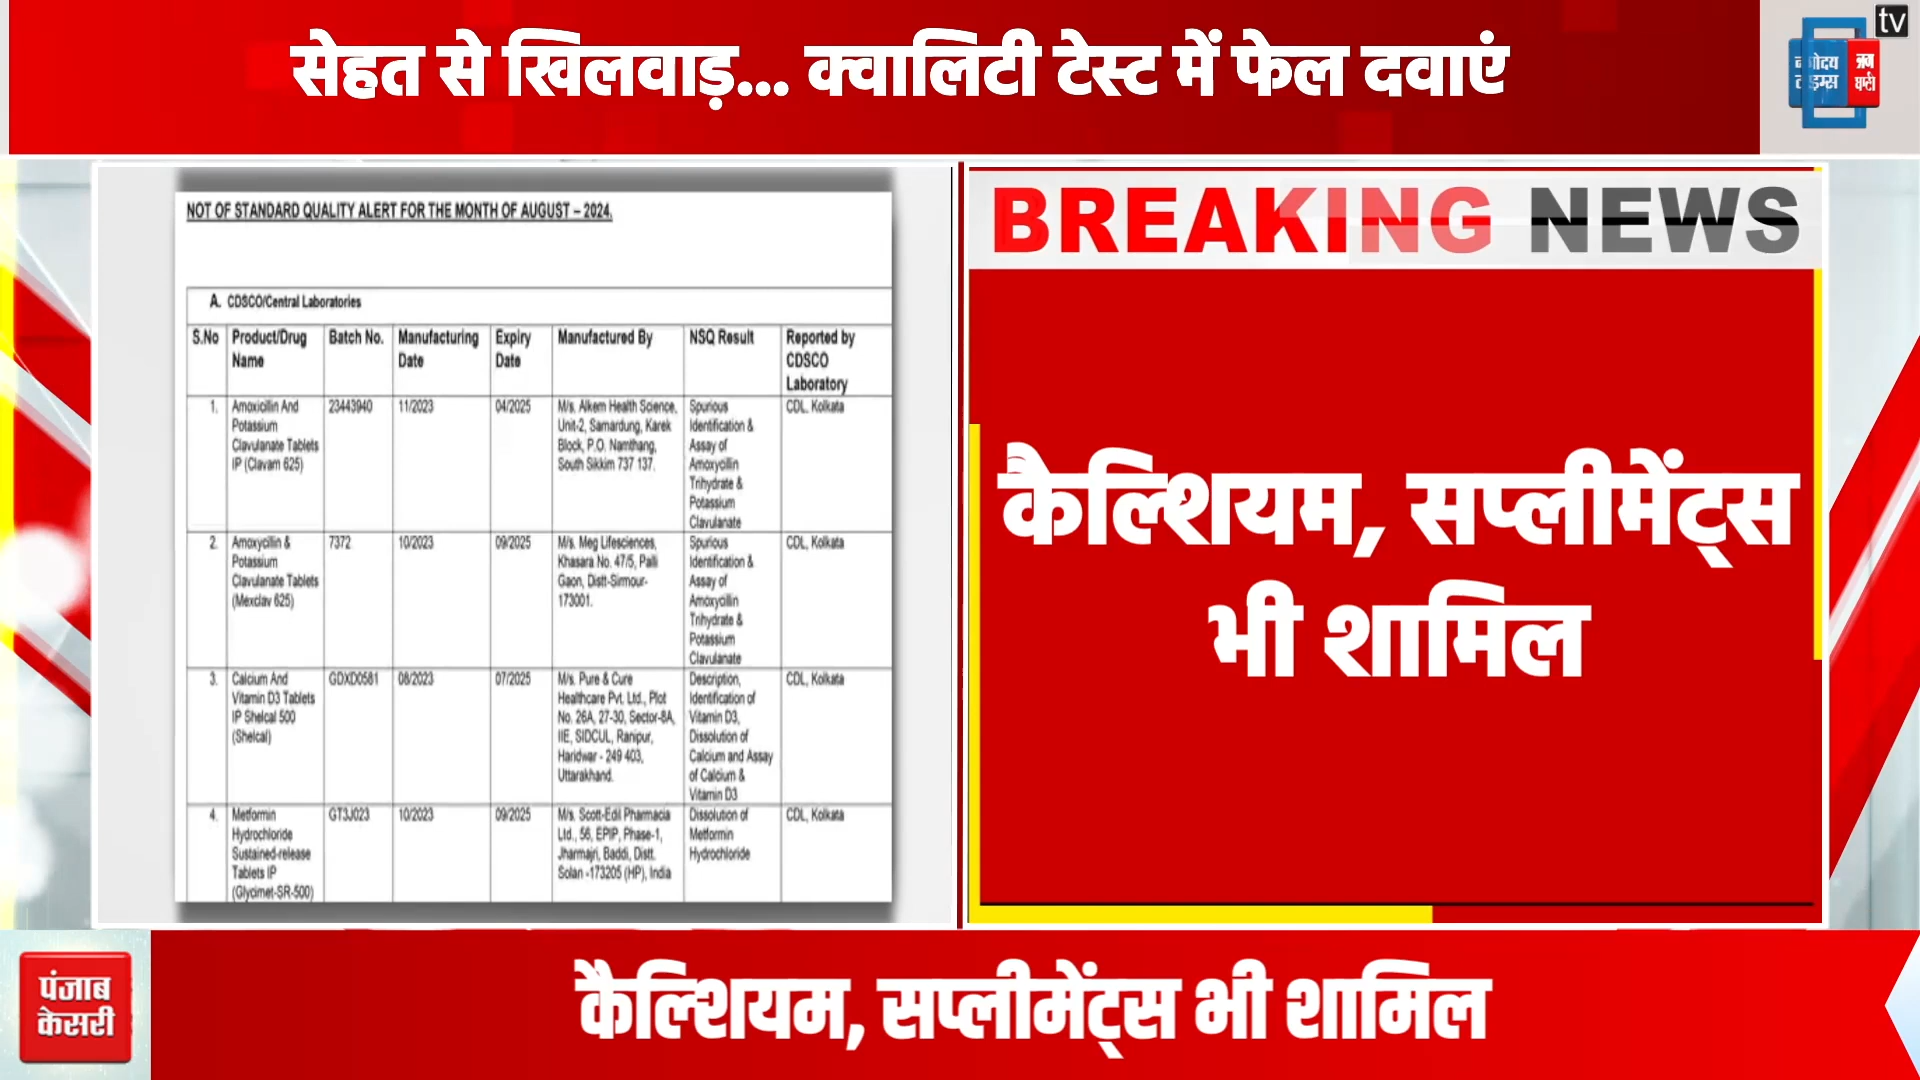 सेहत से खिलवाड़... क्वालिटी टेस्ट में फेल दवाएं
tv
NOT OF STANDARD QUALITY ALERT FOR THE MONTH OF AUGUST – 2024.
A. CDSCO/Central Laboratories
S.No Product/Drug Name Batch No. Manufacturing Date Expiry Date Manufactured By NSQ Result Reported by CDSCO Laboratory
1. Amoxicillin And Potassium Clavulanate Tablets IP (Clavam 625) 23443940 11/2023 04/2025 M/s. Alkem Health Science, Unit-2, Samardung, Karek Block, P.O. Namthang, South Sikkim 737 137. Spurious Identification & Assay of Amoxycillin Trihydrate & Potassium Clavulanate CDL, Kolkata
2. Amoxycillin & Potassium Clavulanate Tablets (Mexclav 625) 7372 10/2023 09/2025 M/s. Meg Lifesciences, Khasara No. 47/5, Palli Gaon, Distt-Sirmour-173001. Spurious Identification & Assay of Amoxycillin Trihydrate & Potassium Clavulanate CDL, Kolkata
3. Calcium And Vitamin D3 Tablets IP Shelcal 500 (Shelcal) GDXD0581 08/2023 07/2025 M/s. Pure & Cure Healthcare Pvt. Ltd., Plot No. 26A, 27-30, Sector-8A, IIE, SIDCUL, Ranipur, Haridwar - 249 403, Uttarakhand. Description, Identification of Vitamin D3, Dissolution of Calcium and Assay of Calcium & Vitamin D3 CDL, Kolkata
4. Metformin Hydrochloride Sustained-release Tablets IP (Glycimet-SR-500) GT3J023 10/2023 09/2025 M/s. Scott-Edil Pharmacia Ltd., 56, EPIP, Phase-1, Jharmajri, Baddi, Distt. Solan -173205 (HP), India Dissolution of Metformin Hydrochloride CDL, Kolkata
BREAKING NEWS
कैल्शियम, सप्लीमेंट्स
भी शामिल
पंजाब
केसरी
कैल्शियम, सप्लीमेंट्स भी शामिल